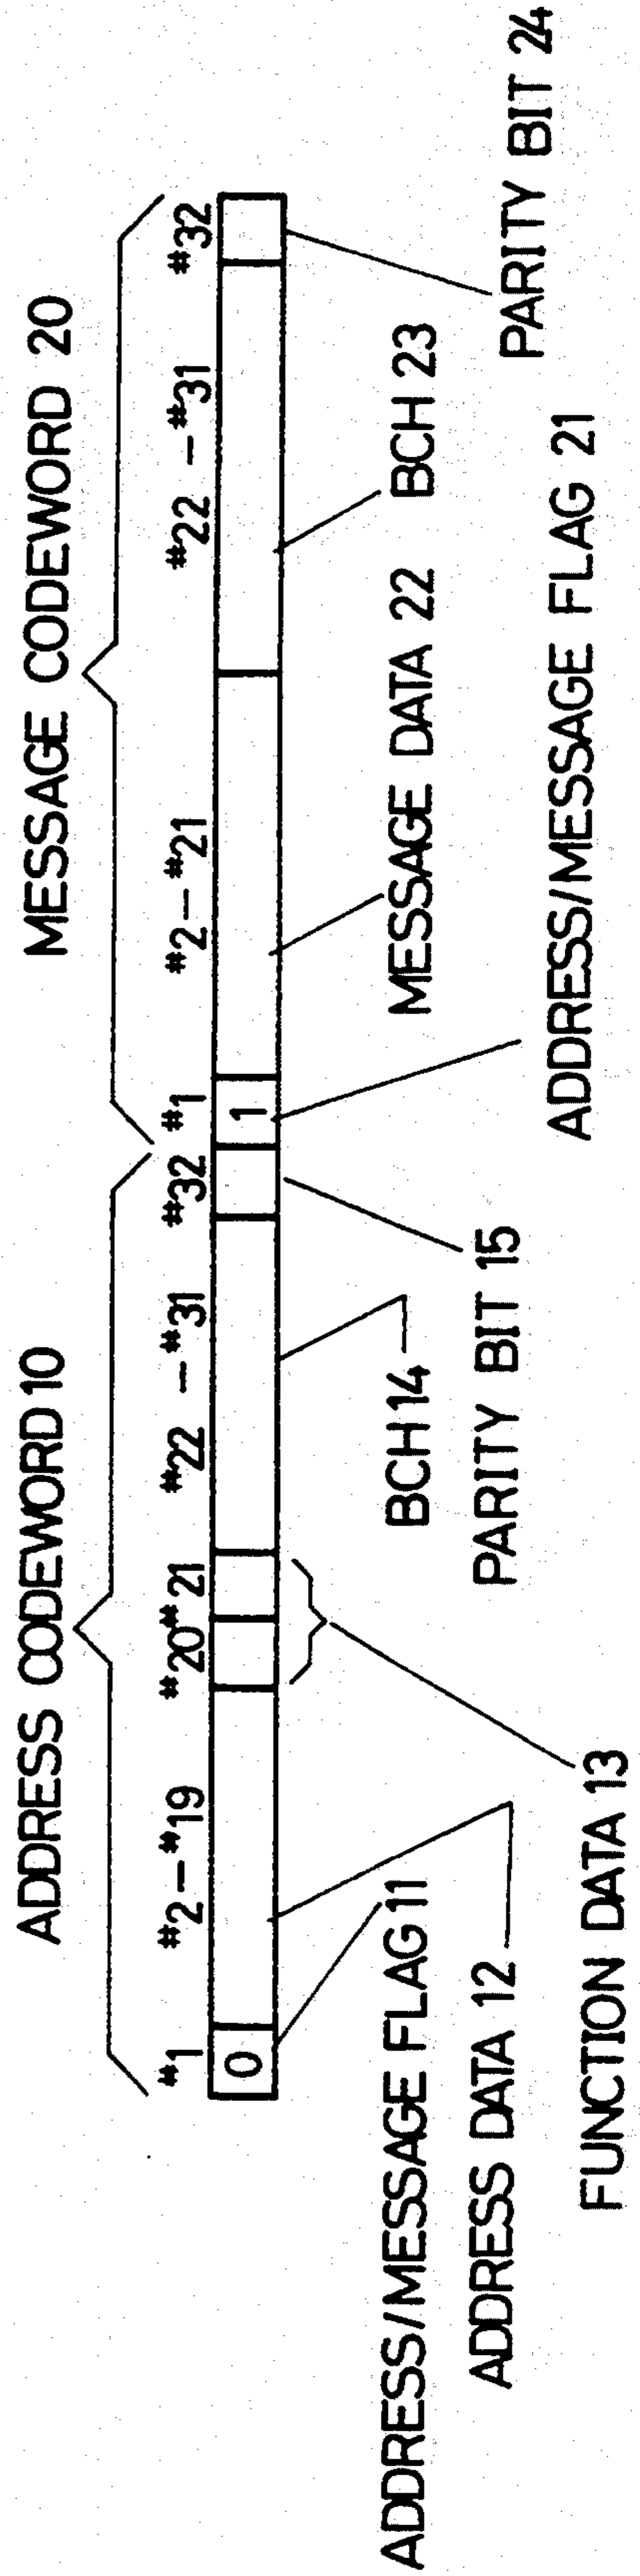 ADDRESS CODEWORD 10
MESSAGE CODEWORD 20
#1 #2-#19 #20 #21 #22-#31 #32 #1 #2-#21 #22-#31 #32
0 1
ADDRESS/MESSAGE FLAG 11
BCH 14
MESSAGE DATA 22
BCH 23
ADDRESS DATA 12
PARITY BIT 15
PARITY BIT 24
ADDRESS/MESSAGE FLAG 21
FUNCTION DATA 13